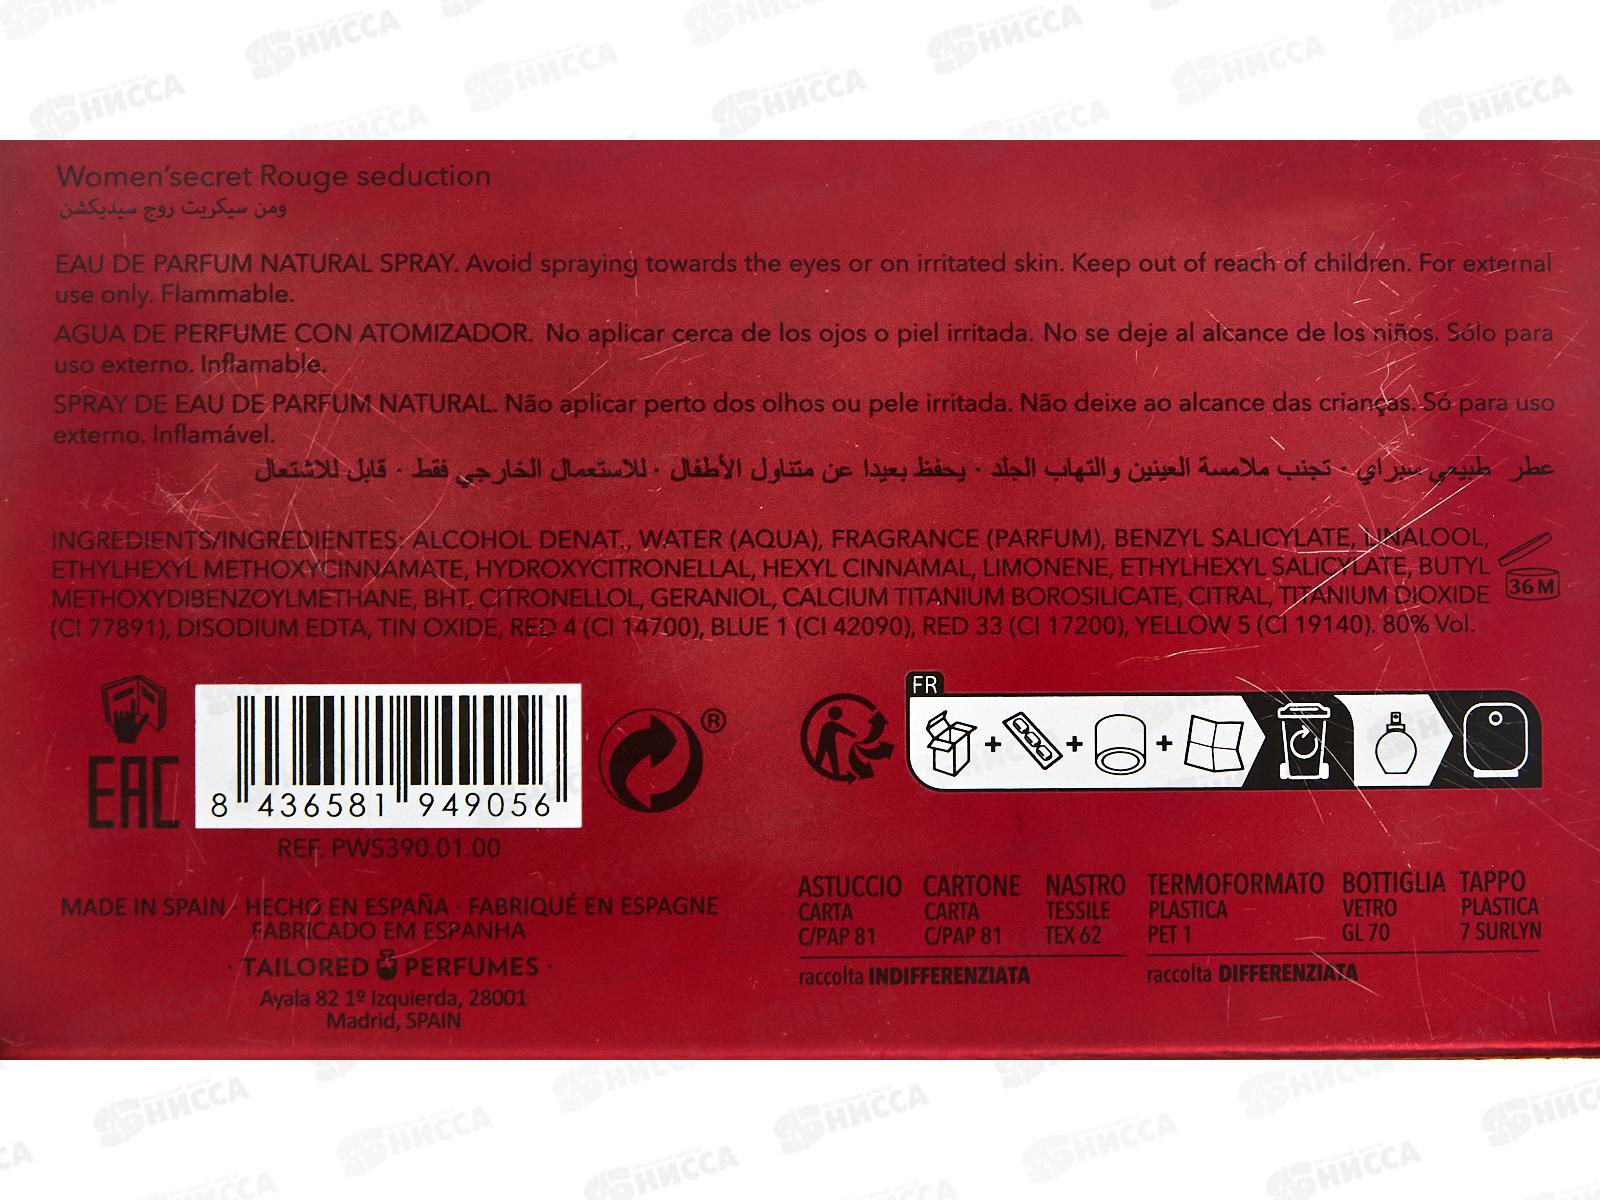 Women'secret Rouge seduction
ومن سيكريت روج سيديكشن
EAU DE PARFUM NATURAL SPRAY. Avoid spraying towards the eyes or on irritated skin. Keep out of reach of children. For external
use only. Flammable.
AGUA DE PERFUME CON ATOMIZADOR. No aplicar cerca de los ojos o piel irritada. No se deje al alcance de los niños. Sólo para
uso externo. Inflamable.
SPRAY DE EAU DE PARFUM NATURAL. Não aplicar perto dos olhos ou pele irritada. Não deixe ao alcance das crianças. Só para uso
externo. Inflamável.
عطر طبيعي سبراي · تجنب ملامسة العينين والتهاب الجلد · يحفظ بعيدا عن متناول الأطفال · للاستعمال الخارجي فقط · قابل للاشتعال
INGREDIENTS/INGREDIENTES: ALCOHOL DENAT., WATER (AQUA), FRAGRANCE (PARFUM), BENZYL SALICYLATE, LINALOOL,
ETHYLHEXYL METHOXYCINNAMATE, HYDROXYCITRONELLAL, HEXYL CINNAMAL, LIMONENE, ETHYLHEXYL SALICYLATE, BUTYL
METHOXYDIBENZOYLMETHANE, BHT, CITRONELLOL, GERANIOL, CALCIUM TITANIUM BOROSILICATE, CITRAL, TITANIUM DIOXIDE
(CI 77891), DISODIUM EDTA, TIN OXIDE, RED 4 (CI 14700), BLUE 1 (CI 42090), RED 33 (CI 17200), YELLOW 5 (CI 19140). 80% Vol.
36M
EAC
8 436581 949056
®
REF. PWS390.01.00
MADE IN SPAIN · HECHO EN ESPAÑA · FABRIQUÉ EN ESPAGNE
FABRICADO EM ESPANHA
· TAILORED PERFUMES ·
Ayala 82 1º Izquierda, 28001
Madrid, SPAIN
FR
ASTUCCIO CARTONE NASTRO TERMOFORMATO BOTTIGLIA TAPPO
CARTA CARTA TESSILE PLASTICA VETRO PLASTICA
C/PAP 81 C/PAP 81 TEX 62 PET 1 GL 70 7 SURLYN
raccolta INDIFFERENZIATA raccolta DIFFERENZIATA
НИССА